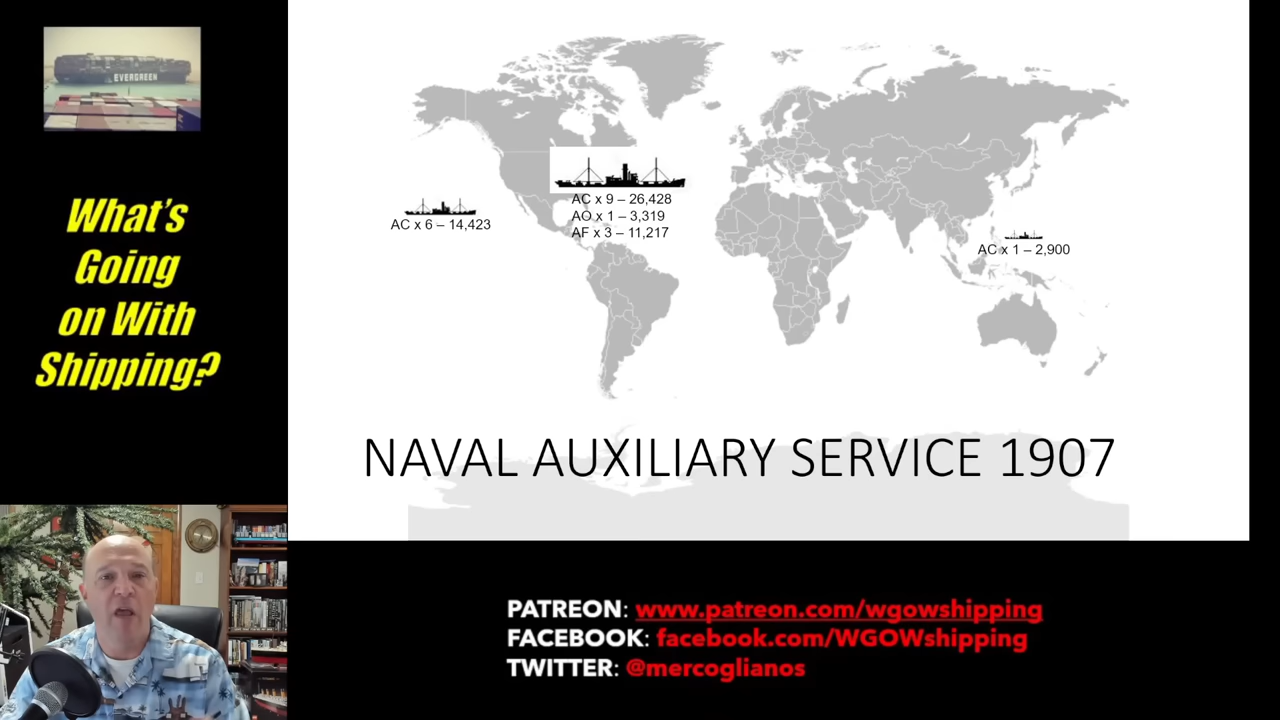 EVERGREEN
What's
Going
on With
Shipping?
AC x 6 – 14,423
AC x 9 – 26,428
AO x 1 – 3,319
AF x 3 – 11,217
AC x 1 – 2,900
NAVAL AUXILIARY SERVICE 1907
PATREON: www.patreon.com/wgowshipping
FACEBOOK: facebook.com/WGOWshipping
TWITTER: @mercoglianos